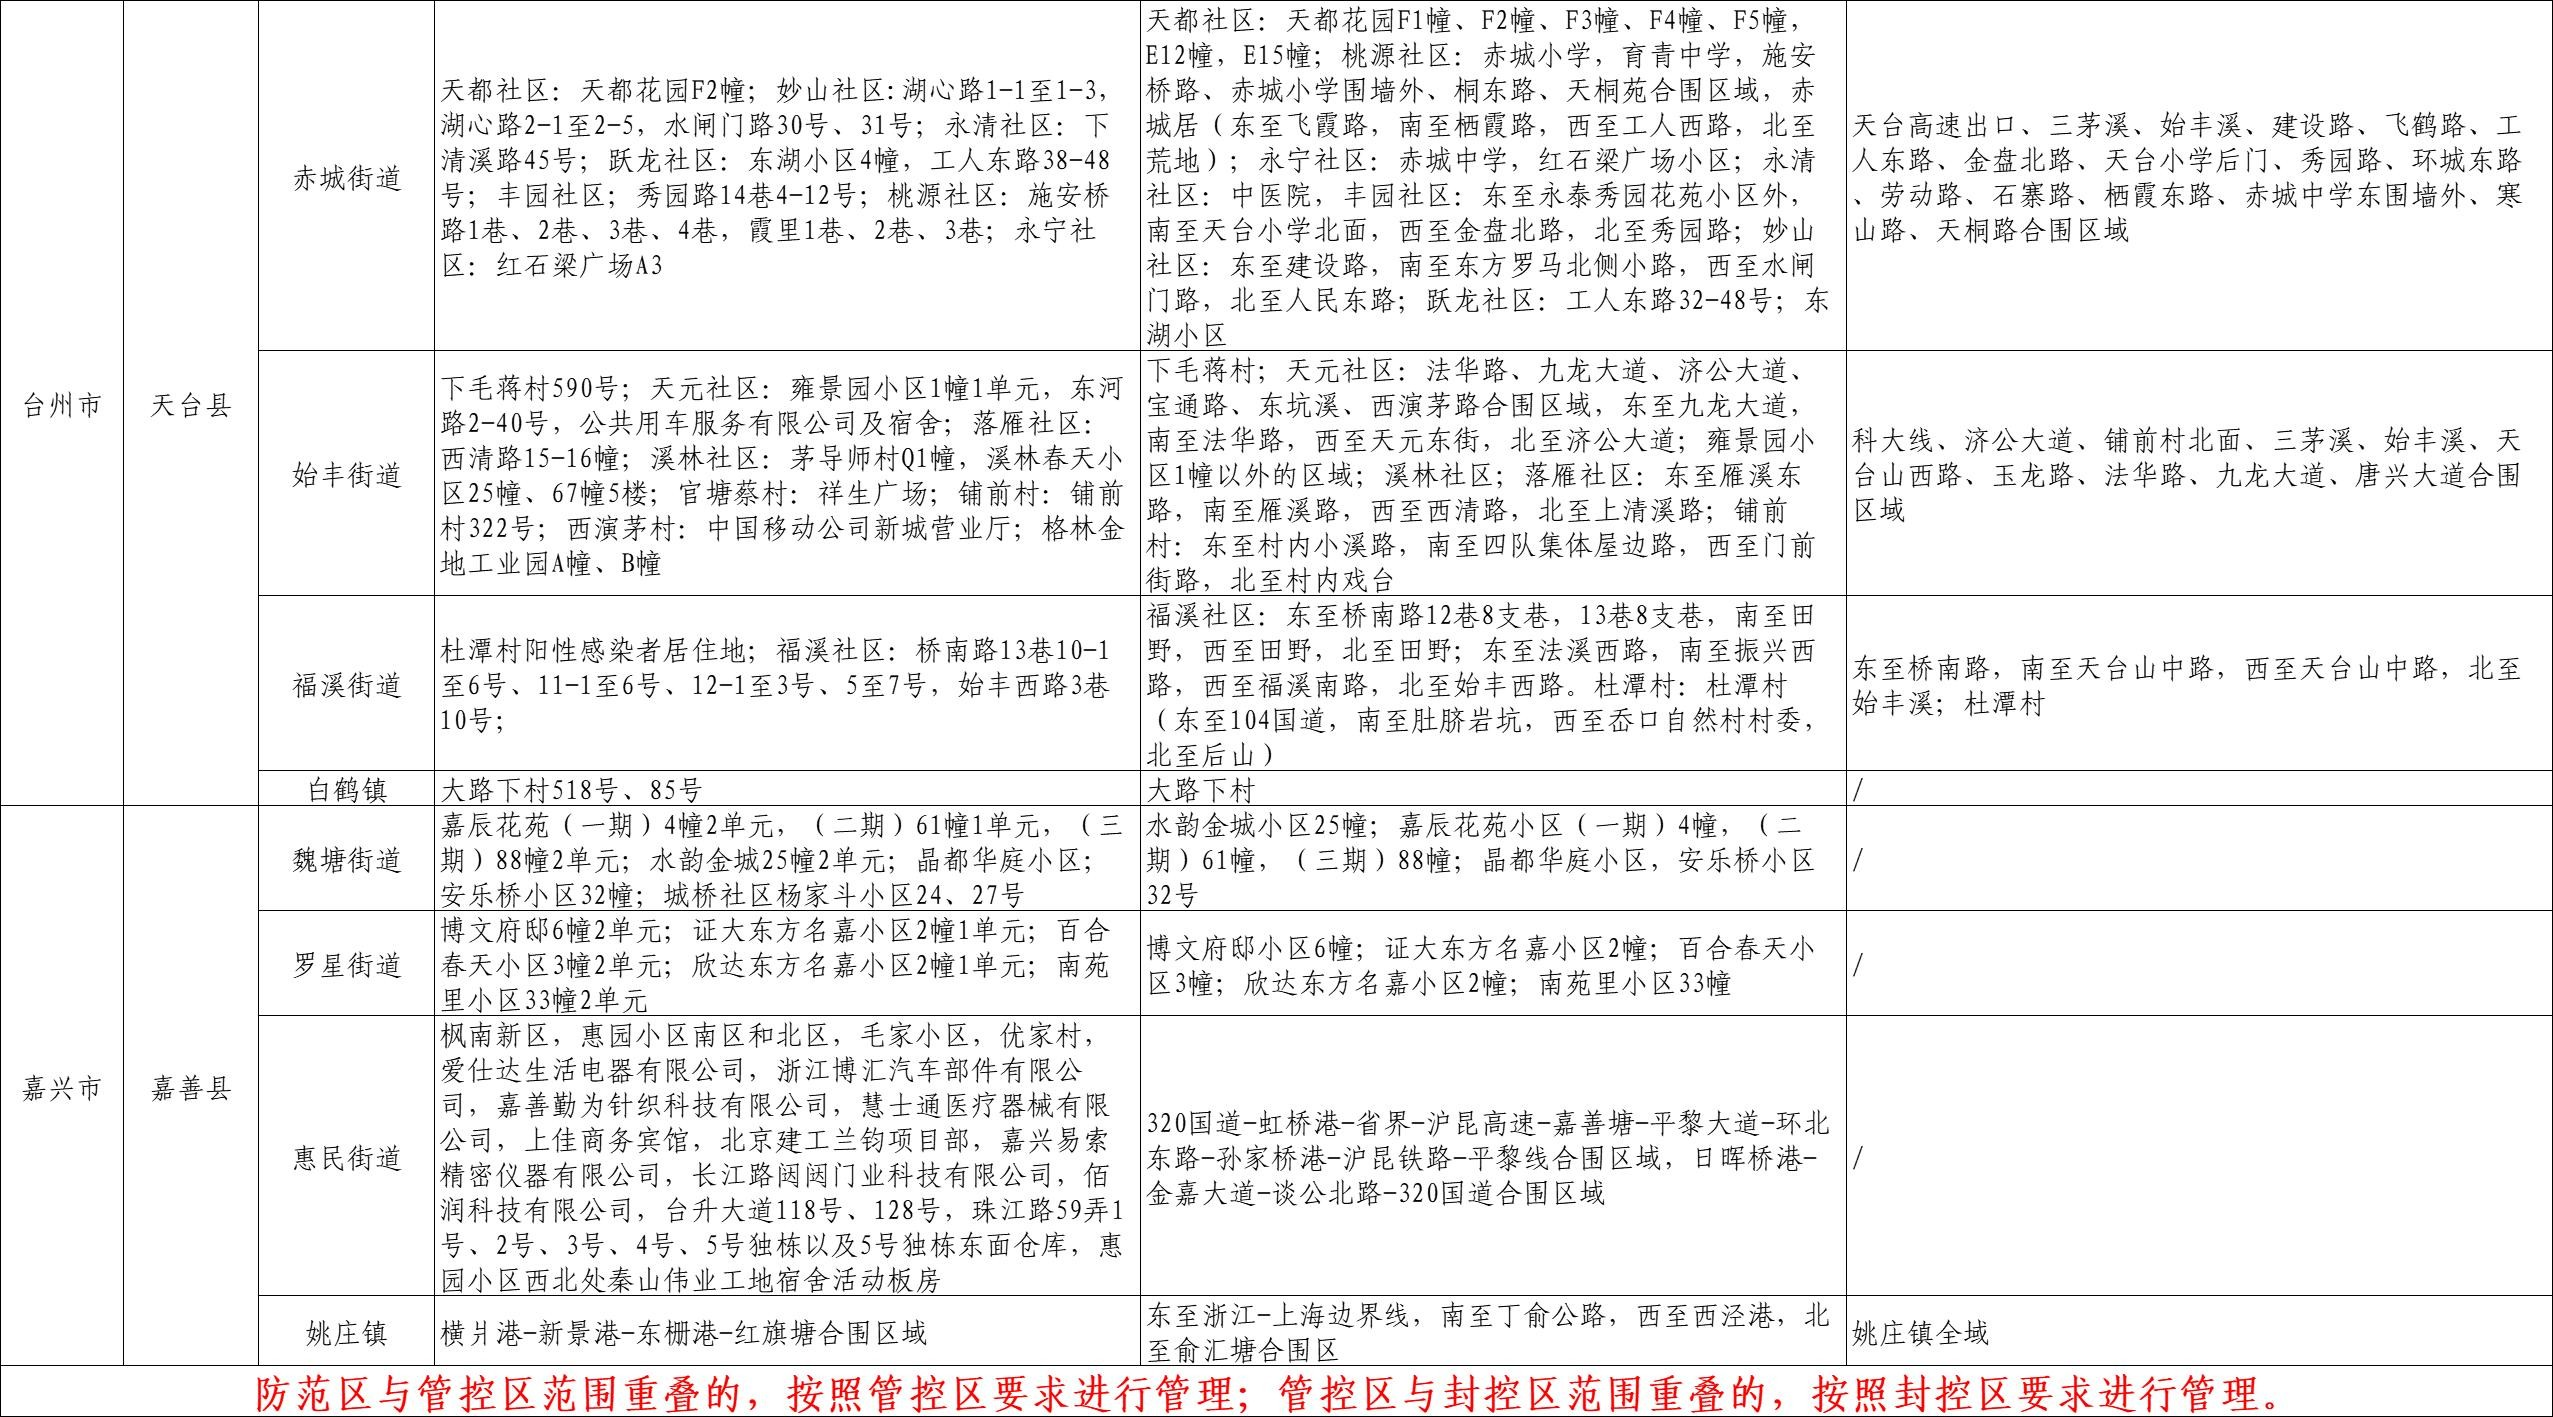 台州市
天台县
赤城街道
天都社区：天都花园F2幢；妙山社区：湖心路1-1至1-3，
湖心路2-1至2-5，水闸门路30号、31号；永清社区：下
清溪路45号；跃龙社区：东湖小区4幢，工人东路38-48
号；丰园社区；秀园路14巷4-12号；桃源社区：施安桥
路1巷、2巷、3巷、4巷，霞里1巷、2巷、3巷；永宁社
区：红石梁广场A3
天都社区：天都花园F1幢、F2幢、F3幢、F4幢、F5幢，
E12幢，E15幢；桃源社区：赤城小学，育青中学，施安
桥路、赤城小学围墙外、桐东路、天桐苑合围区域，赤
城居（东至飞霞路，南至栖霞路，西至工人西路，北至
荒地）；永宁社区：赤城中学，红石梁广场小区；永清
社区：中医院，丰园社区：东至永泰秀园花苑小区外，
南至天台小学北面，西至金盘北路，北至秀园路；妙山
社区：东至建设路，南至东方罗马北侧小路，西至水闸
门路，北至人民东路；跃龙社区：工人东路32-48号；东
湖小区
天台高速出口、三茅溪、始丰溪、建设路、飞鹤路、工
人东路、金盘北路、天台小学后门、秀园路、环城东路
、劳动路、石寨路、栖霞东路、赤城中学东围墙外、寒
山路、天桐路合围区域
始丰街道
下毛蒋村590号；天元社区：雍景园小区1幢1单元，东河
路2-40号，公共用车服务有限公司及宿舍；落雁社区：
西清路15-16幢；溪林社区：茅导师村Q1幢，溪林春天小
区25幢、67幢5楼；官塘蔡村：祥生广场；铺前村：铺前
村322号；西演茅村：中国移动公司新城营业厅；格林金
地工业园A幢、B幢
下毛蒋村；天元社区：法华路、九龙大道、济公大道、
宝通路、东坑溪、西演茅路合围区域，东至九龙大道，
南至法华路，西至天元东街，北至济公大道；雍景园小
区1幢以外的区域；溪林社区；落雁社区：东至雁溪东
路，南至雁溪路，西至西清路，北至上清溪路；铺前
村：东至村内小溪路，南至四队集体屋边路，西至门前
街路，北至村内戏台
科大线、济公大道、铺前村北面、三茅溪、始丰溪、天
台山西路、玉龙路、法华路、九龙大道、唐兴大道合围
区域
福溪街道
杜潭村阳性感染者居住地；福溪社区：桥南路13巷10-1
至6号、11-1至6号、12-1至3号、5至7号，始丰西路3巷
10号；
福溪社区：东至桥南路12巷8支巷，13巷8支巷，南至田
野，西至田野，北至田野；东至法溪西路，南至振兴西
路，西至福溪南路，北至始丰西路。杜潭村：杜潭村
（东至104国道，南至肚脐岩坑，西至岙口自然村村委，
北至后山）
东至桥南路，南至天台山中路，西至天台山中路，北至
始丰溪；杜潭村
白鹤镇
大路下村518号、85号
大路下村
/
嘉兴市
嘉善县
魏塘街道
嘉辰花苑（一期）4幢2单元，（二期）61幢1单元，（三
期）88幢2单元；水韵金城25幢2单元；晶都华庭小区；
安乐桥小区32幢；城桥社区杨家斗小区24、27号
水韵金城小区25幢；嘉辰花苑小区（一期）4幢，（二
期）61幢，（三期）88幢；晶都华庭小区，安乐桥小区
32号
/
罗星街道
博文府邸6幢2单元；证大东方名嘉小区2幢1单元；百合
春天小区3幢2单元；欣达东方名嘉小区2幢1单元；南苑
里小区33幢2单元
博文府邸小区6幢；证大东方名嘉小区2幢；百合春天小
区3幢；欣达东方名嘉小区2幢；南苑里小区33幢
/
惠民街道
枫南新区，惠园小区南区和北区，毛家小区，优家村，
爱仕达生活电器有限公司，浙江博汇汽车部件有限公
司，嘉善勤为针织科技有限公司，慧士通医疗器械有限
公司，上佳商务宾馆，北京建工兰钧项目部，嘉兴易索
精密仪器有限公司，长江路闼闼门业科技有限公司，佰
润科技有限公司，台升大道118号、128号，珠江路59弄1
号、2号、3号、4号、5号独栋以及5号独栋东面仓库，惠
园小区西北处秦山伟业工地宿舍活动板房
320国道-虹桥港-省界-沪昆高速-嘉善塘-平黎大道-环北
东路-孙家桥港-沪昆铁路-平黎线合围区域，日晖桥港-
金嘉大道-谈公北路-320国道合围区域
/
姚庄镇
横爿港-新景港-东栅港-红旗塘合围区域
东至浙江-上海边界线，南至丁俞公路，西至西泾港，北
至俞汇塘合围区
姚庄镇全域
防范区与管控区范围重叠的，按照管控区要求进行管理；管控区与封控区范围重叠的，按照封控区要求进行管理。